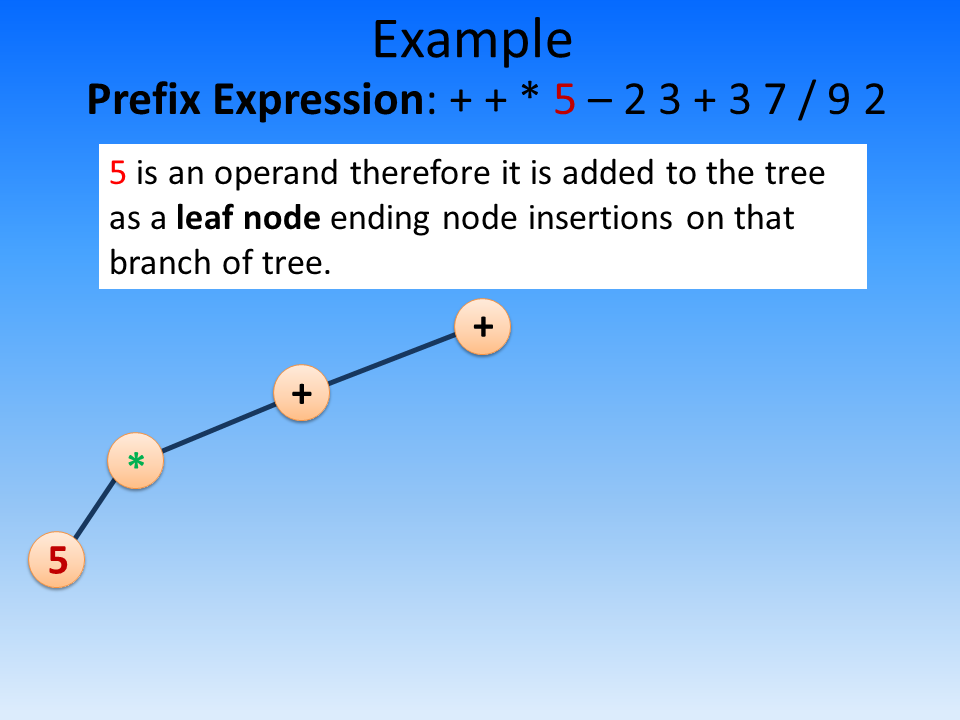 Example
Prefix Expression: + + * 5 – 2 3 + 3 7 / 9 2
5 is an operand therefore it is added to the tree
as a leaf node ending node insertions on that
branch of tree.
+
+
*
5